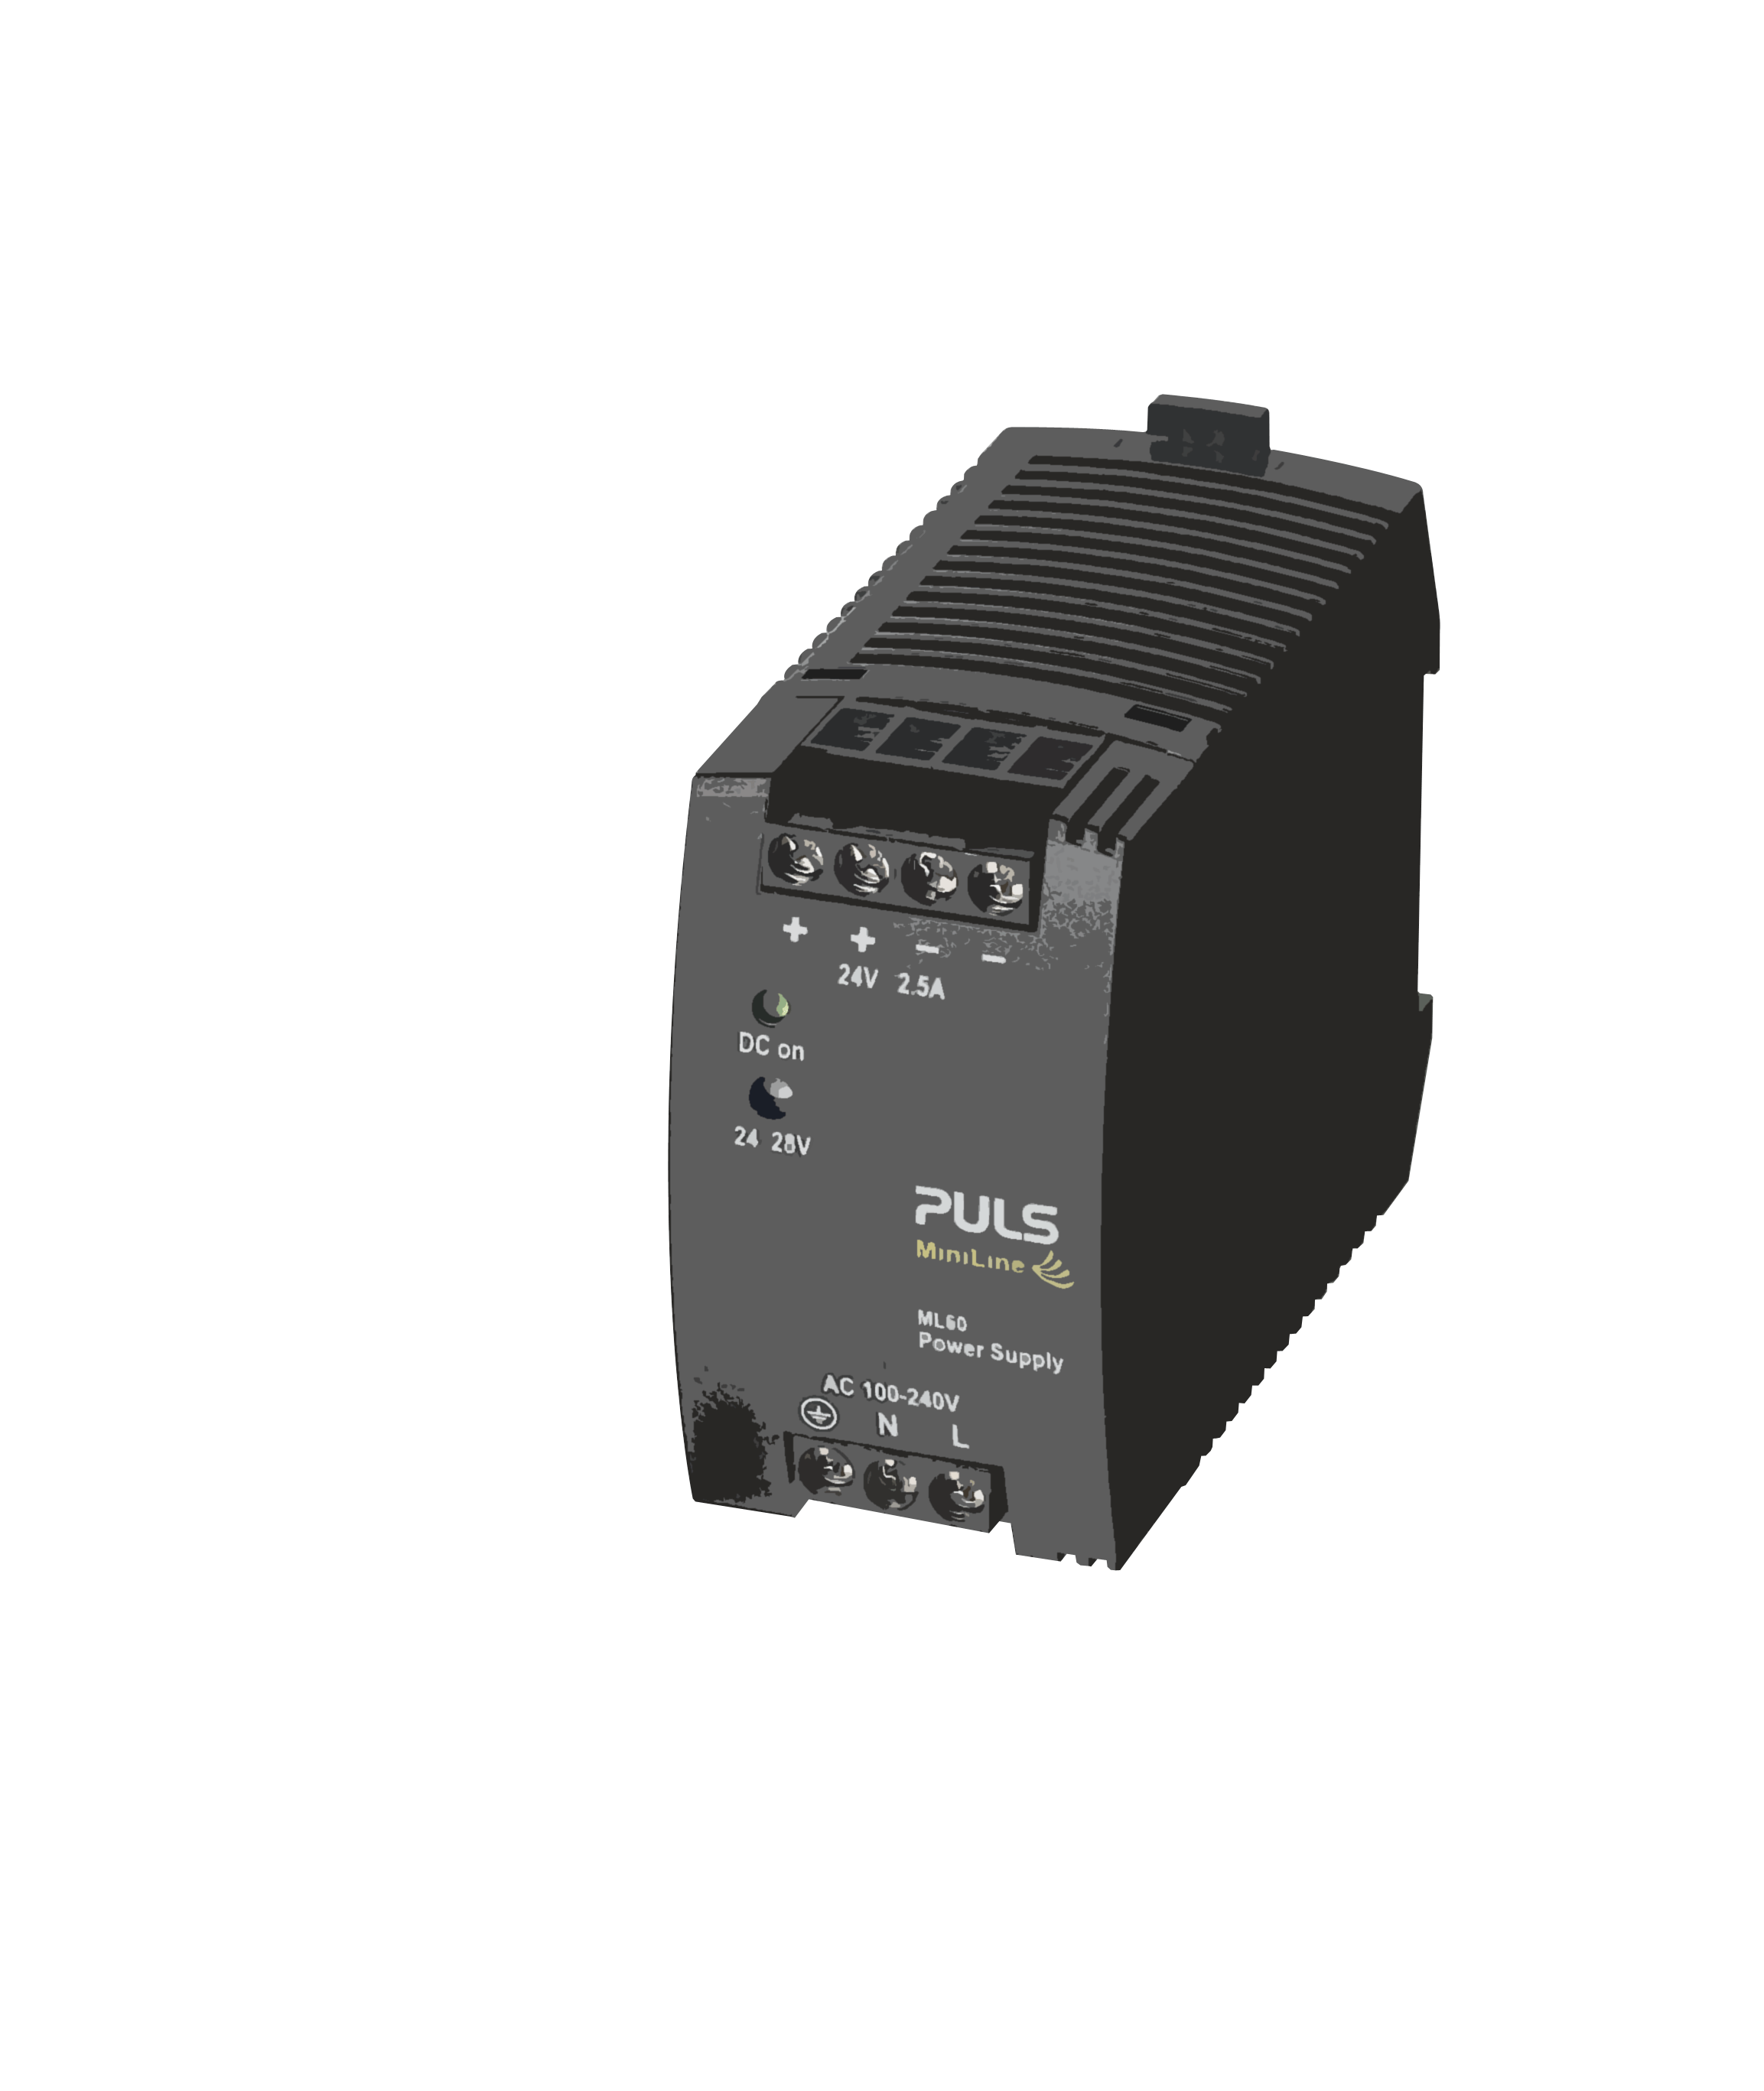 + + − −
24V 2.5A
DC on
24 28V
PULS
MiniLine
ML60
Power Supply
AC 100-240V
N L